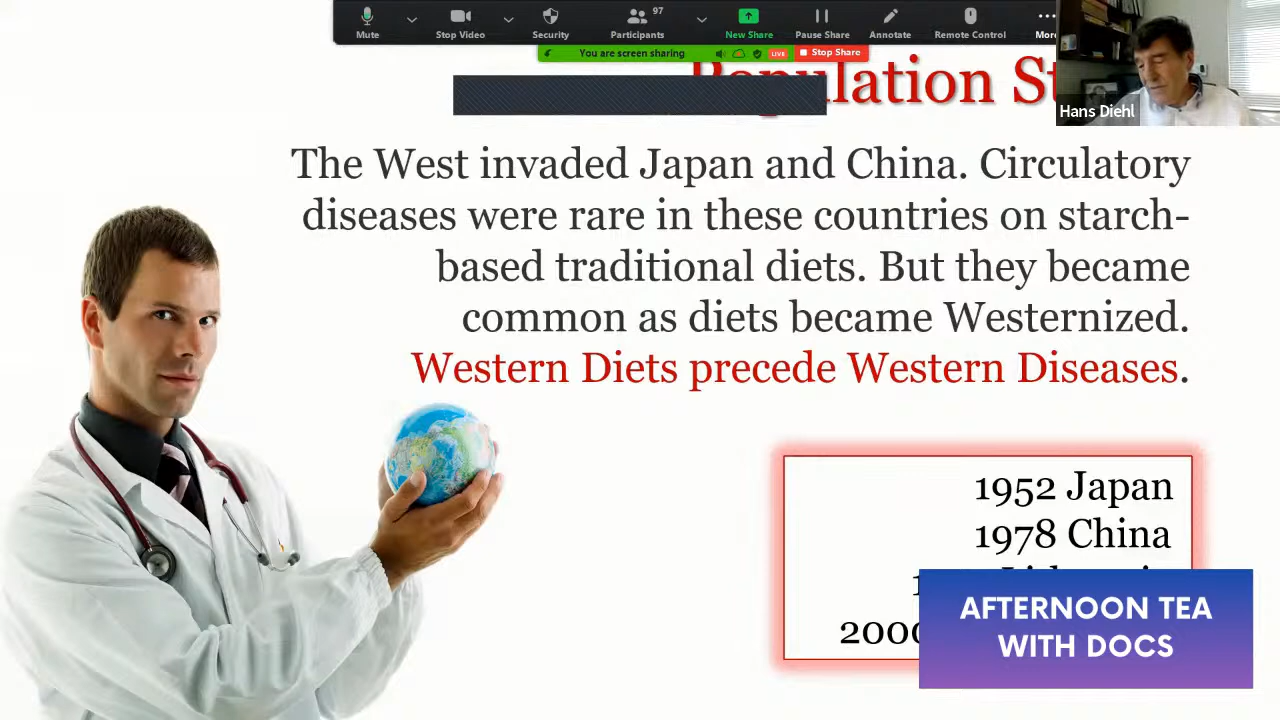 97
Mute
Stop Video
Security
Participants
New Share
Pause Share
Annotate
Remote Control
More
You are screen sharing
LIVE
Stop Share
Hans Diehl
The West invaded Japan and China. Circulatory
diseases were rare in these countries on starch-
based traditional diets. But they became
common as diets became Westernized.
Western Diets precede Western Diseases.
1952 Japan
1978 China
2000
AFTERNOON TEA
WITH DOCS